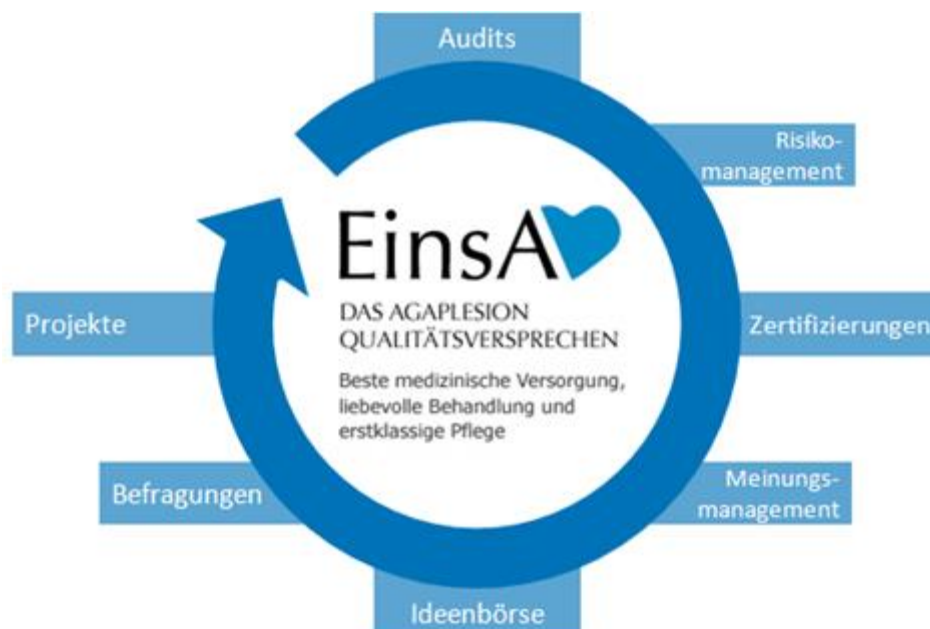 Audits
Risiko-
management
EinsA
DAS AGAPLESION
QUALITÄTSVERSPRECHEN
Beste medizinische Versorgung,
liebevolle Behandlung und
erstklassige Pflege
Projekte
Zertifizierungen
Befragungen
Meinungs-
management
Ideenbörse